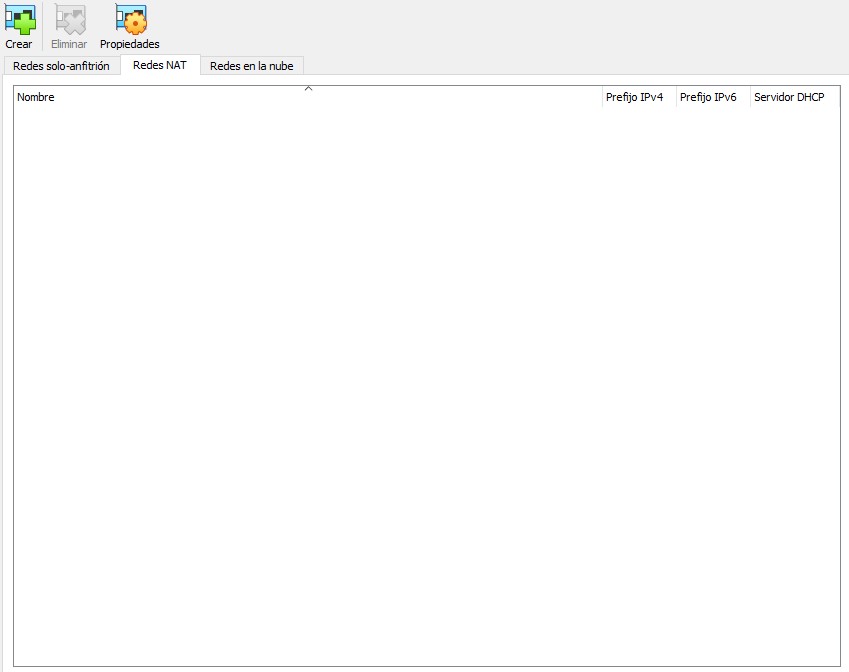 Crear Eliminar Propiedades
Redes solo-anfitrión Redes NAT Redes en la nube
Nombre Prefijo IPv4 Prefijo IPv6 Servidor DHCP